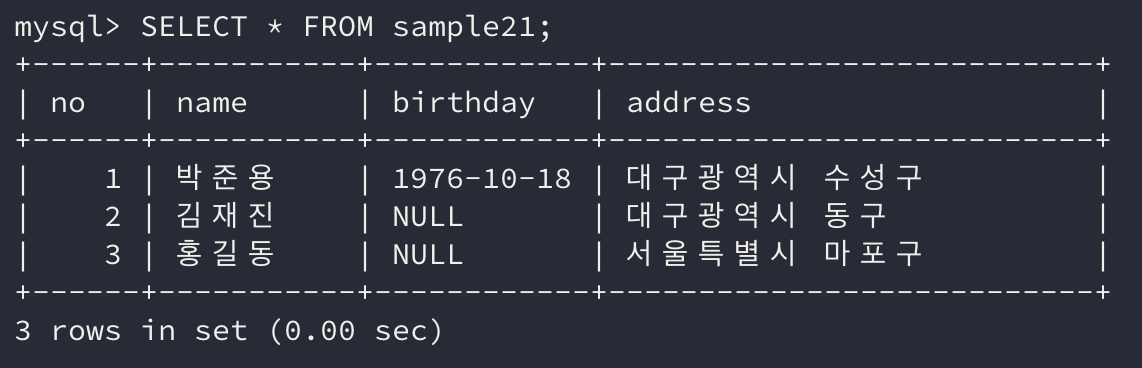 mysql> SELECT * FROM sample21;
+------+-----------+------------+---------------------------+
| no   | name      | birthday   | address                   |
+------+-----------+------------+---------------------------+
|    1 | 박준용    | 1976-10-18 | 대구광역시 수성구         |
|    2 | 김재진    | NULL       | 대구광역시 동구           |
|    3 | 홍길동    | NULL       | 서울특별시 마포구         |
+------+-----------+------------+---------------------------+
3 rows in set (0.00 sec)